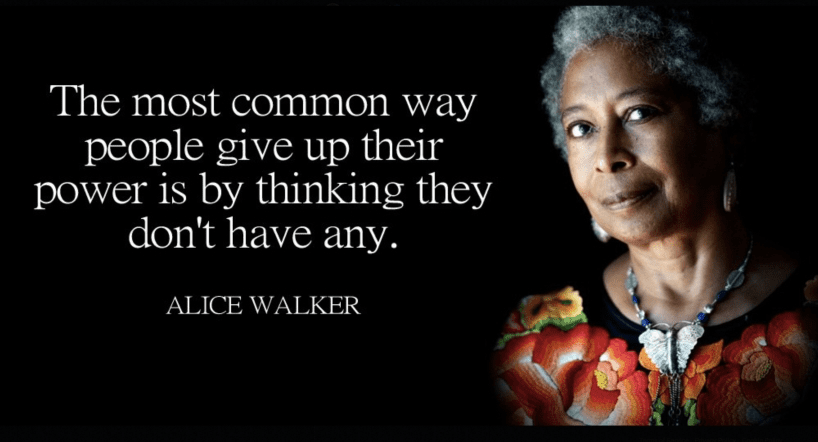 The most common way
people give up their
power is by thinking they
don't have any.
ALICE WALKER